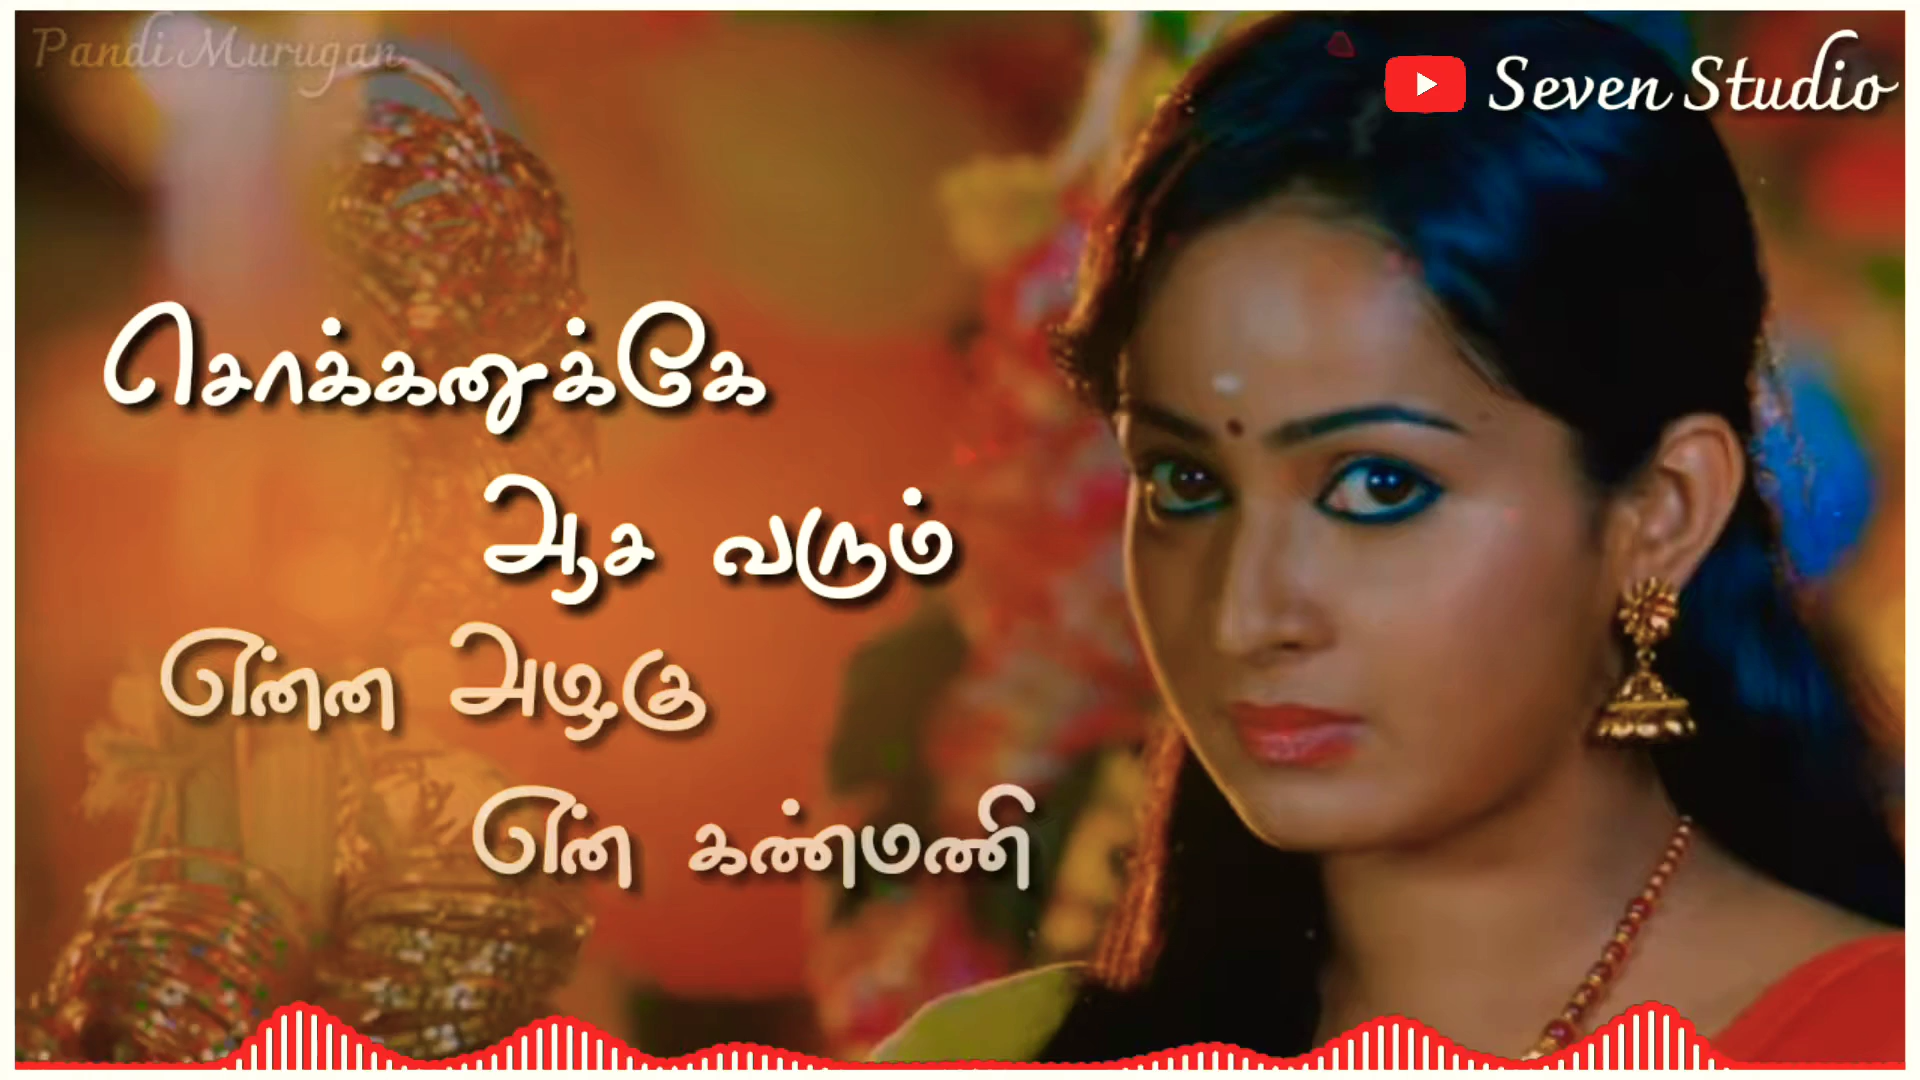 Pandi Murugan
Seven Studio
சொக்கனுக்கே
ஆச வரும்
என்ன அழகு
என் கண்மணி